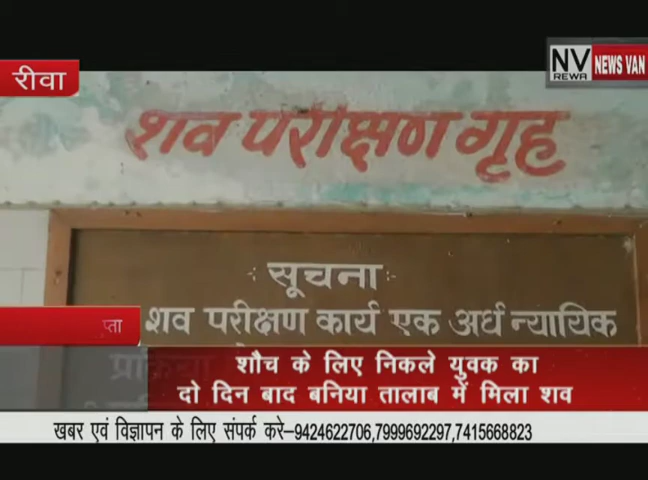 NV
REWA
NEWS VAN
रीवा
शव परीक्षण गृह
सूचना
शव परीक्षण कार्य एक अर्ध न्यायिक
प्ता
शौच के लिए निकले युवक का
दो दिन बाद बनिया तालाब में मिला शव
खबर एवं विज्ञापन के लिए संपर्क करे–9424622706,7999692297,7415668823